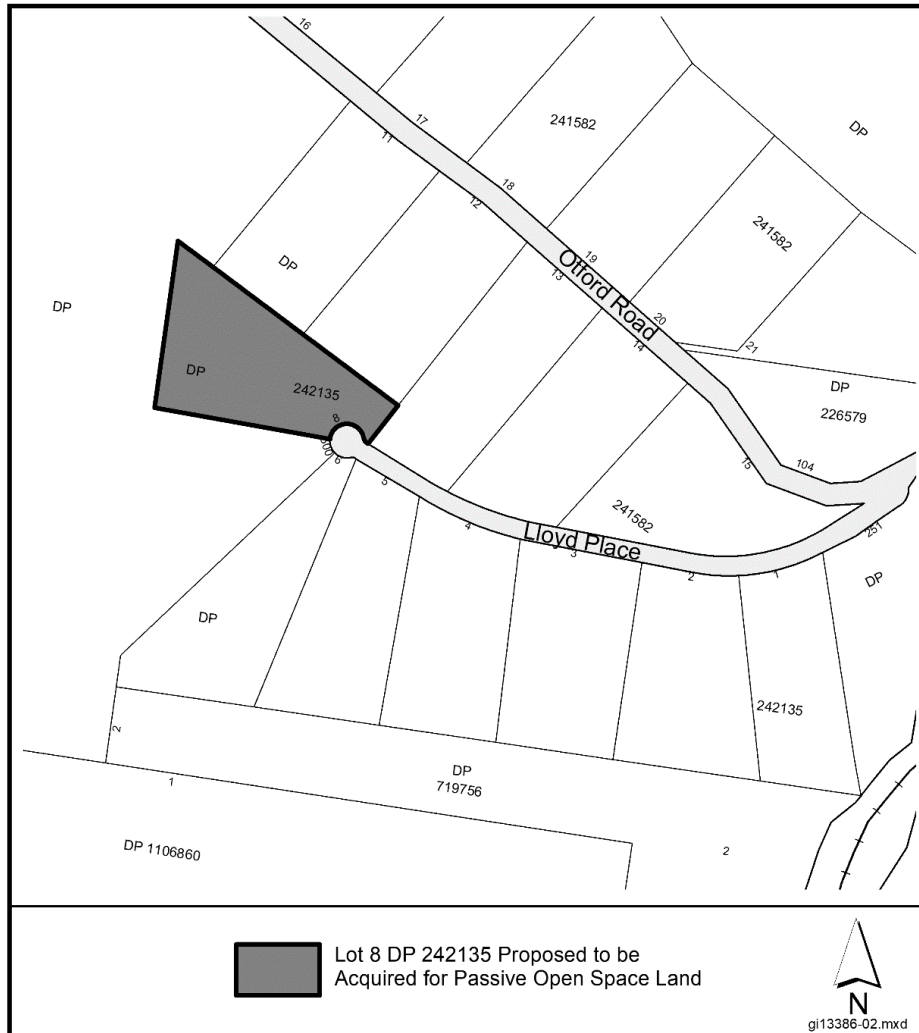 16
17
11
241582
DP
18
12
19
241582
Otford Road
13
DP
20
14
21
DP
DP
DP
226579
242135
8
6
5
15
104
241582
4
Lloyd Place
3
2
1
251
DP
DP
242135
2
DP
719756
1
DP 1106860
2
Lot 8 DP 242135 Proposed to be
Acquired for Passive Open Space Land
N
gi13386-02.mxd